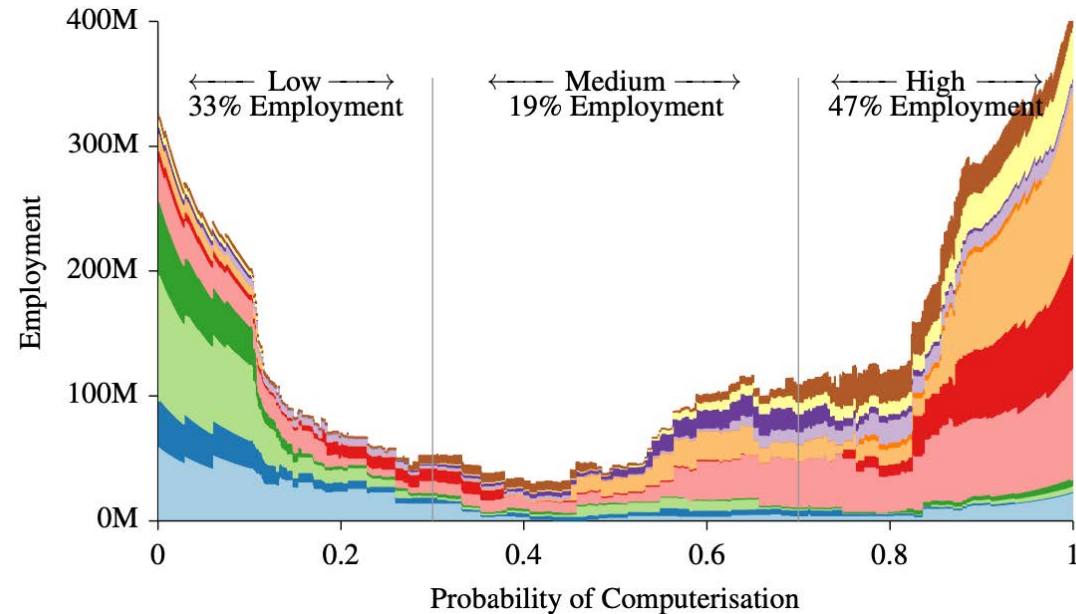 400M
300M
200M
100M
0M
Employment
Low
33% Employment
Medium
19% Employment
High
47% Employment
0
0.2
0.4
0.6
0.8
1
Probability of Computerisation